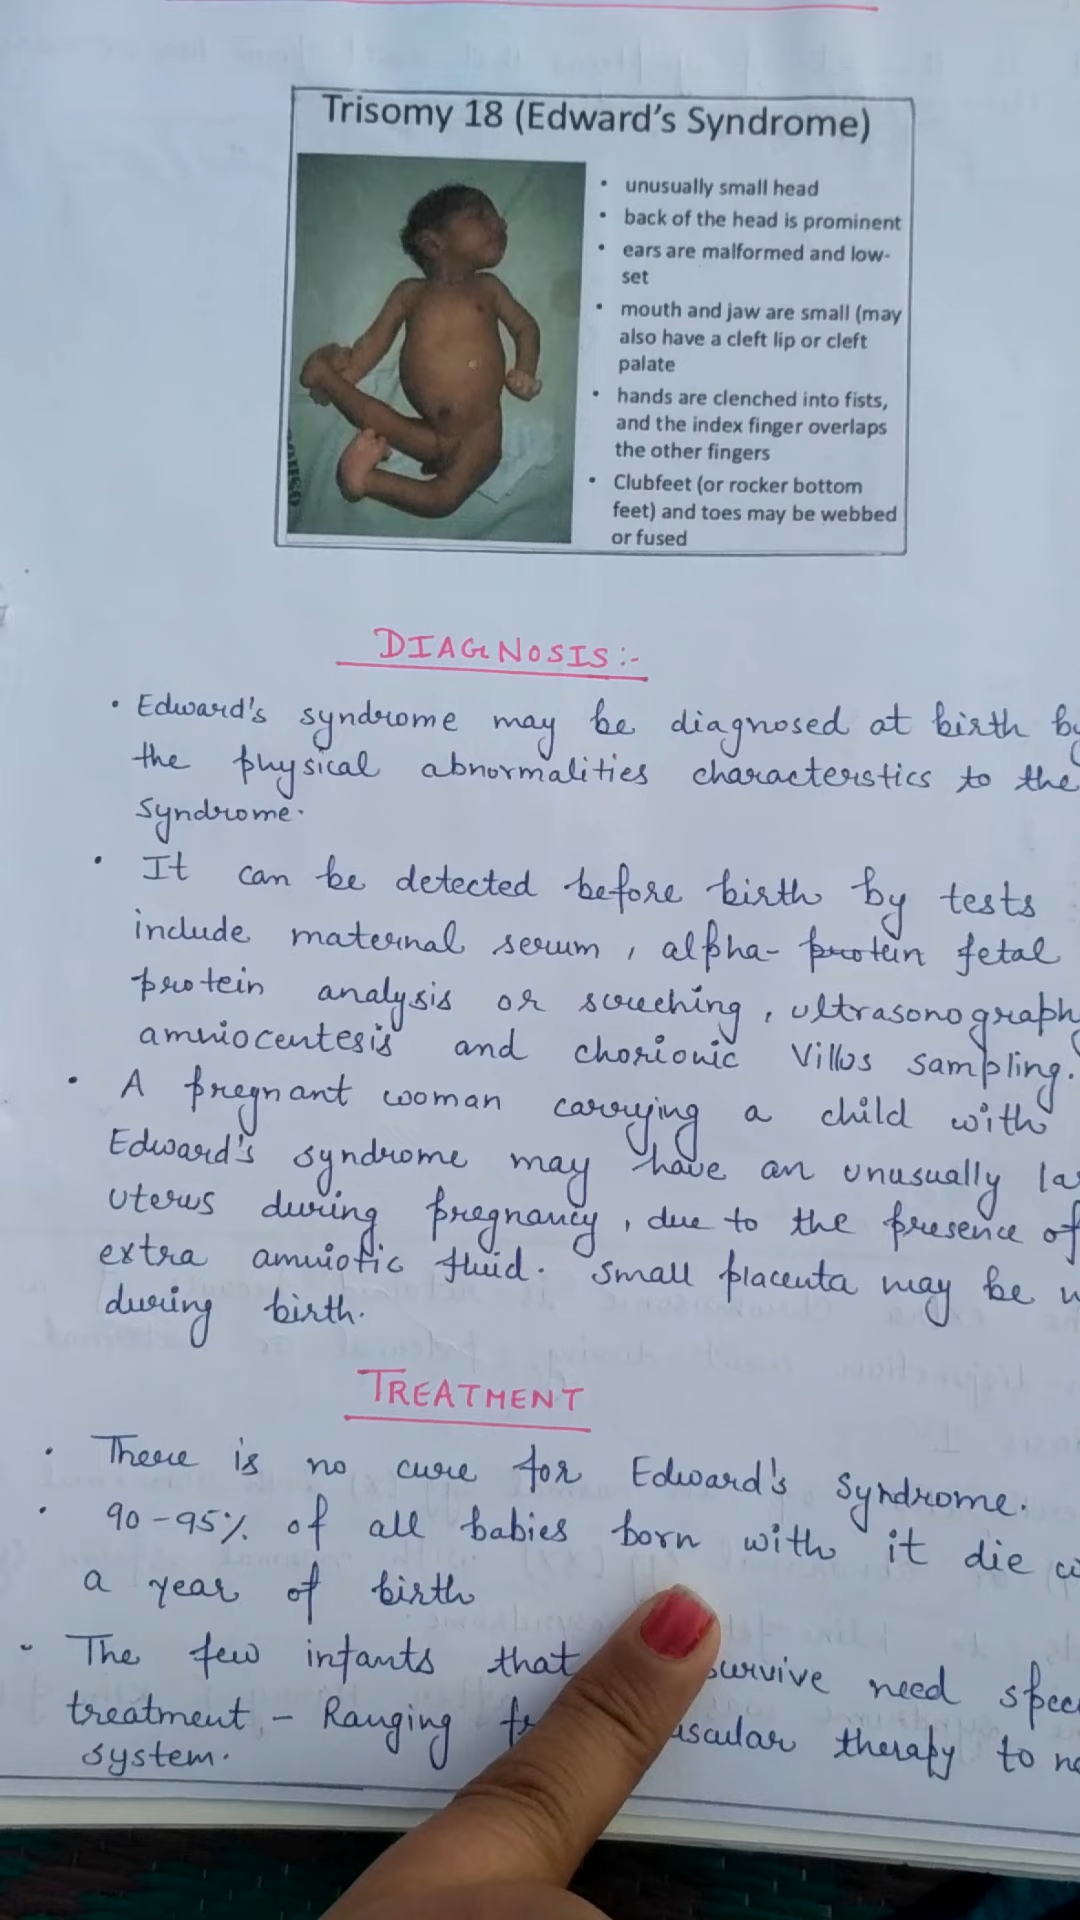 Trisomy 18 (Edward's Syndrome)
• unusually small head
• back of the head is prominent
• ears are malformed and low-
set
• mouth and jaw are small (may
also have a cleft lip or cleft
palate
• hands are clenched into fists,
and the index finger overlaps
the other fingers
• Clubfeet (or rocker bottom
feet) and toes may be webbed
or fused
DIAGNOSIS:-
• Edward's syndrome may be diagnosed at birth by
the physical abnormalities characterstics to the
syndrome.
• It can be detected before birth by tests
include maternal serum, alpha- protein fetal
protein analysis or screching, ultrasonography
amniocentesis and chorionic Villus sampling.
• A pregnant woman carrying a child with
Edward's syndrome may have an unusually la
uterus during pregnancy, due to the presence of
extra amniotic fluid. small placenta may be
during birth.
TREATMENT
• There is no cure for Edward's Syndrome.
• 90-95% of all babies born with it die
a year of birth
- The few infants that survive need spec
treatment - Ranging scular therapy to
system.